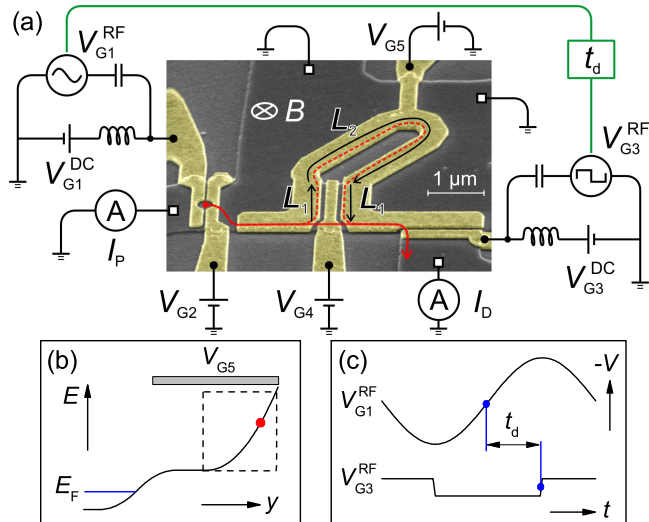 (a)
V_G1^RF
V_G5
t_d
B
L_2
V_G3^RF
V_G1^DC
L_1
L_1
1 μm
A
I_P
V_G3^DC
V_G2
V_G4
A
I_D
(b)
V_G5
E
E_F
y
(c)
-V
V_G1^RF
t_d
V_G3^RF
t